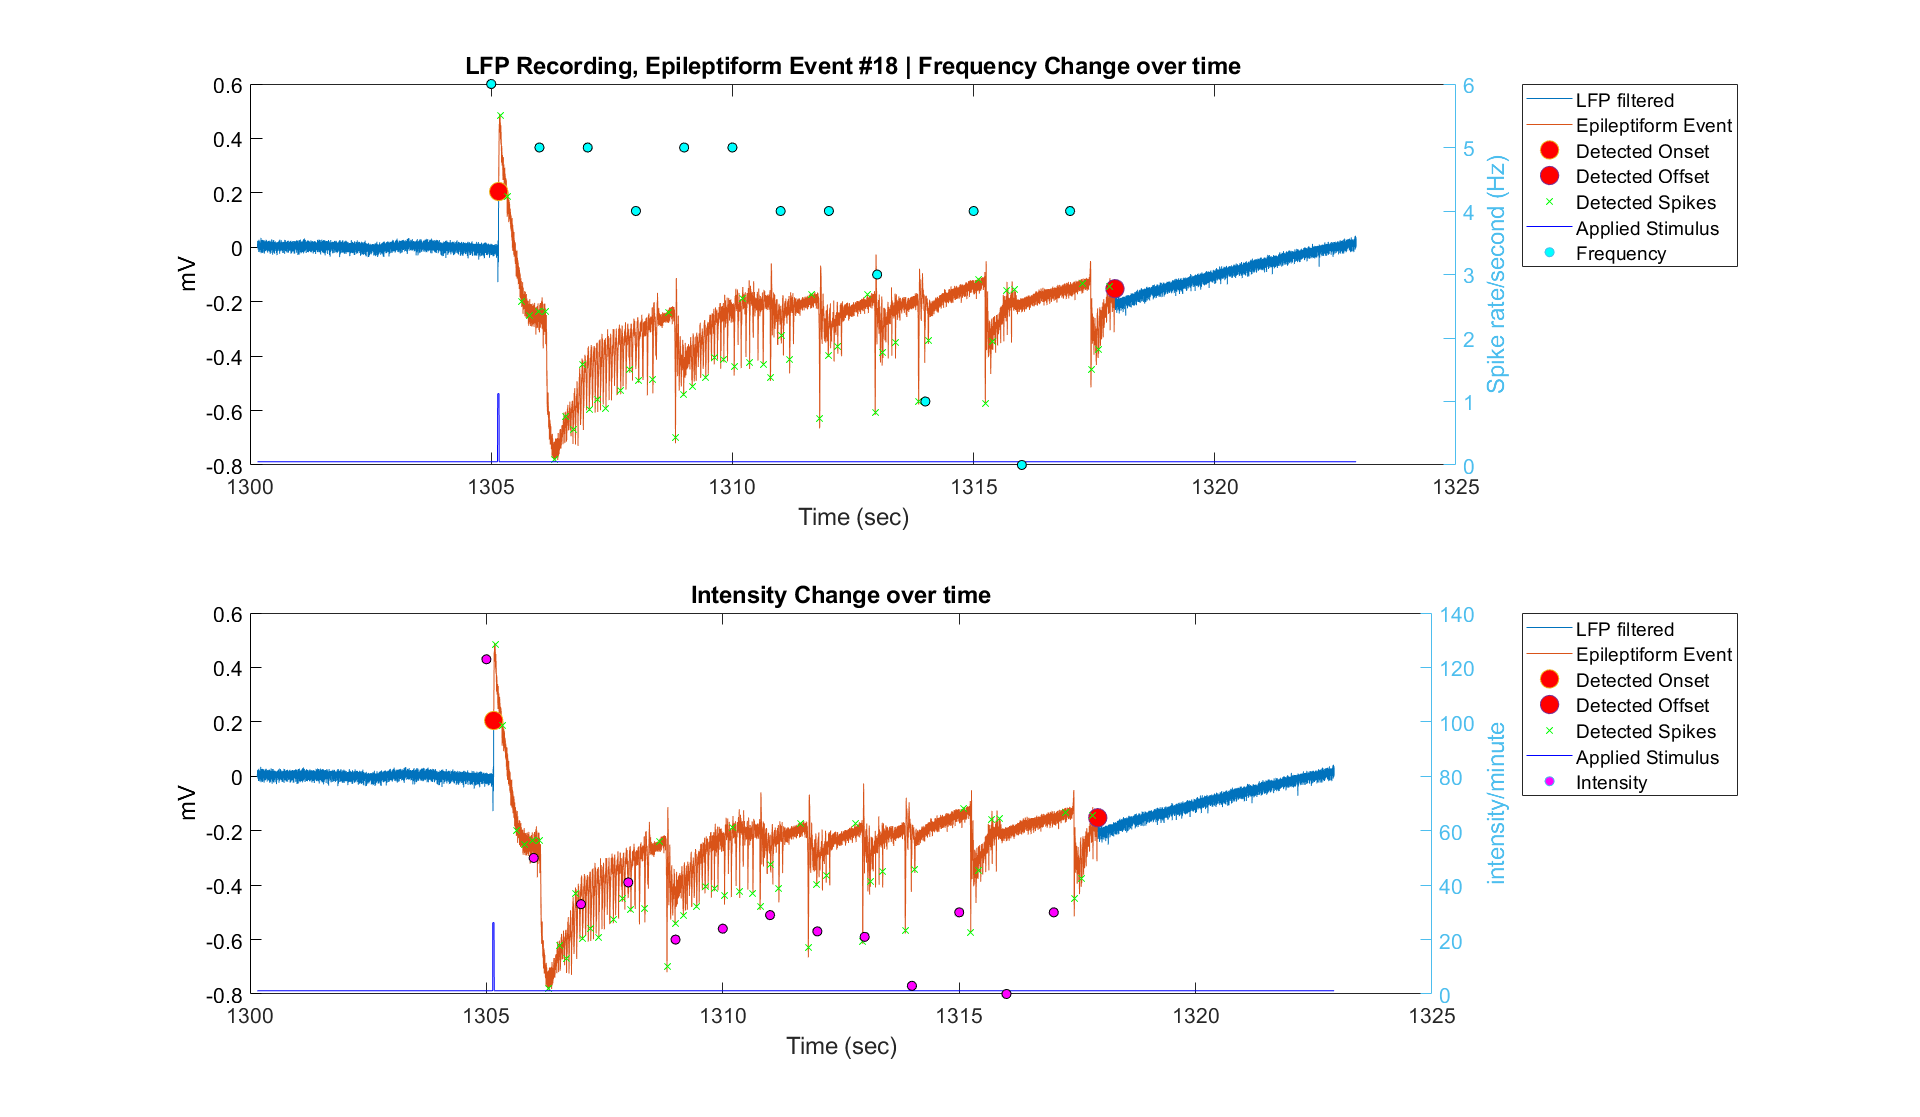 LFP Recording, Epileptiform Event #18 | Frequency Change over time
0.6
0.4
0.2
0
-0.2
-0.4
-0.6
-0.8
mV
1300
1305
1310
1315
1320
1325
Time (sec)
6
5
4
3
2
1
0
Spike rate/second (Hz)
LFP filtered
Epileptiform Event
Detected Onset
Detected Offset
Detected Spikes
Applied Stimulus
Frequency
Intensity Change over time
0.6
0.4
0.2
0
-0.2
-0.4
-0.6
-0.8
mV
1300
1305
1310
1315
1320
1325
Time (sec)
140
120
100
80
60
40
20
0
intensity/minute
LFP filtered
Epileptiform Event
Detected Onset
Detected Offset
Detected Spikes
Applied Stimulus
Intensity